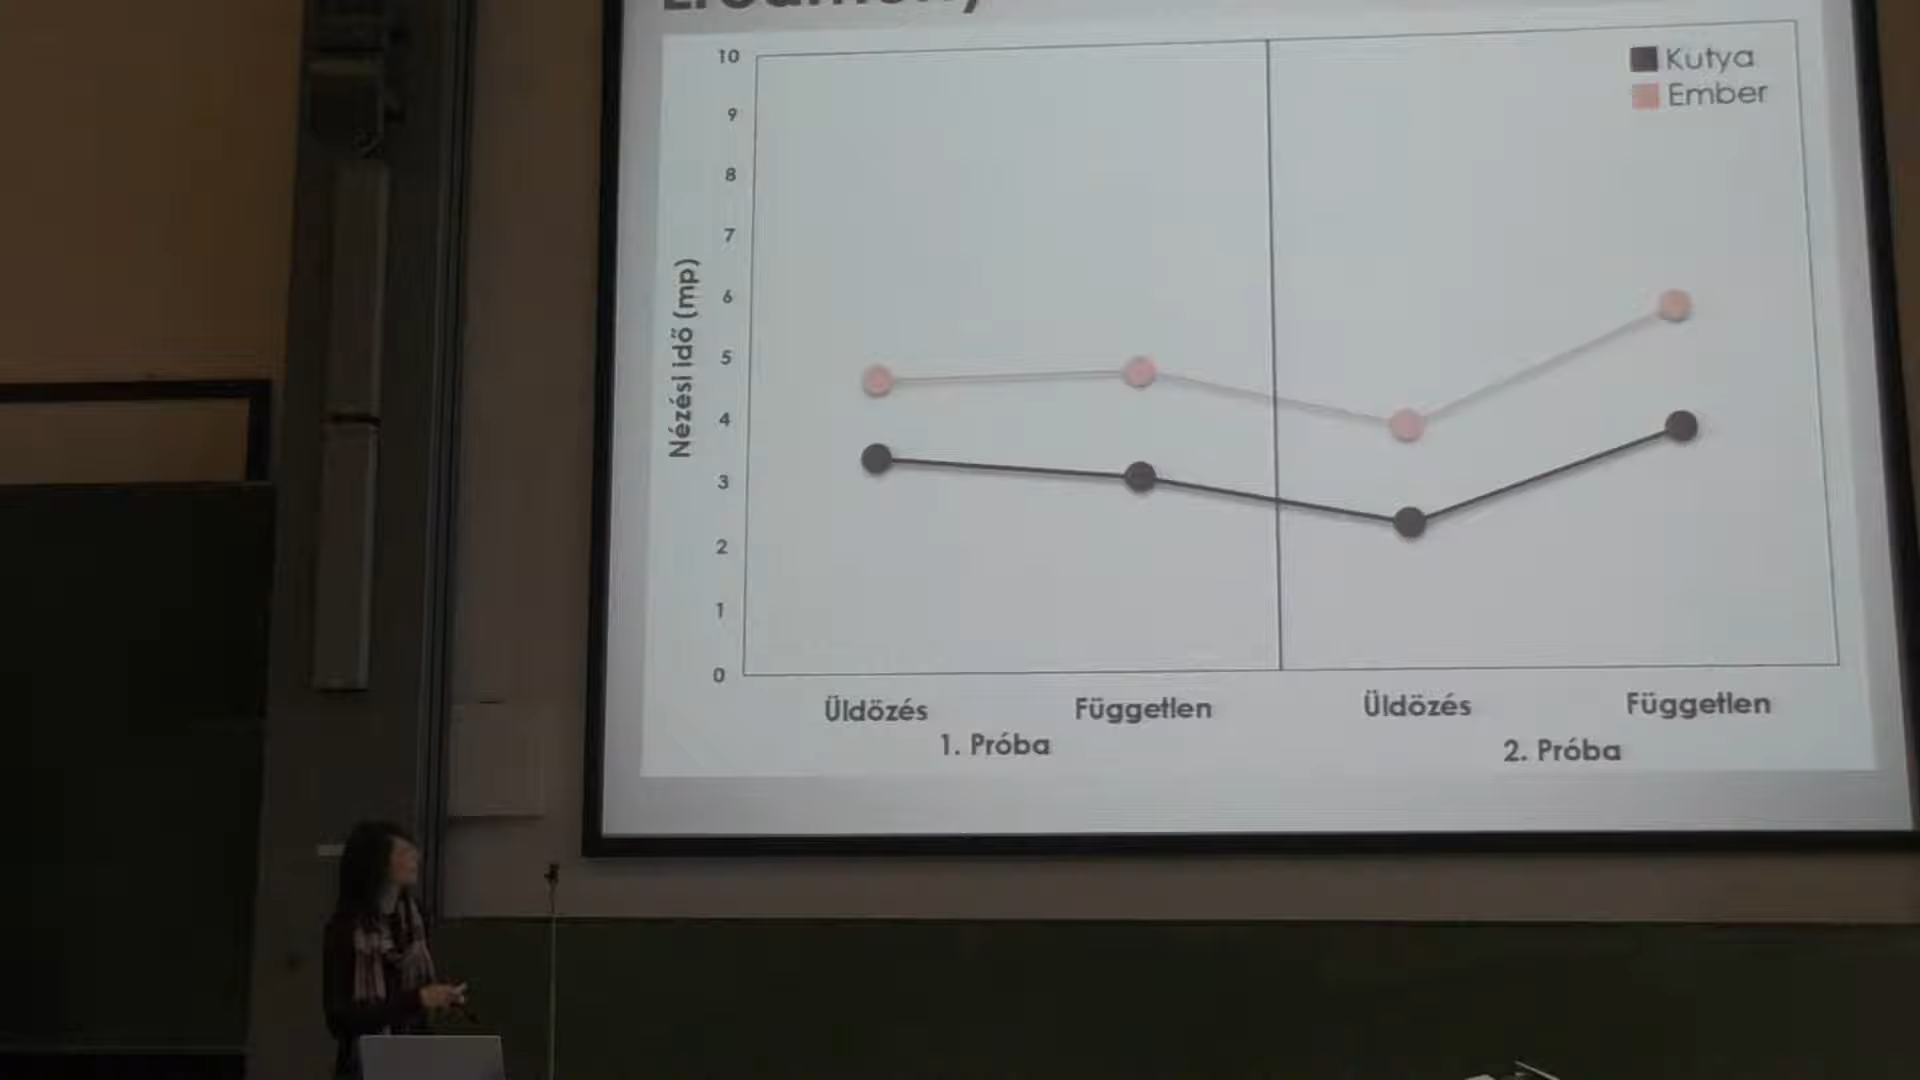 10
9
8
7
6
5
4
3
2
1
0
Nézési idő (mp)
Kutya
Ember
Üldözés
Független
Üldözés
Független
1. Próba
2. Próba